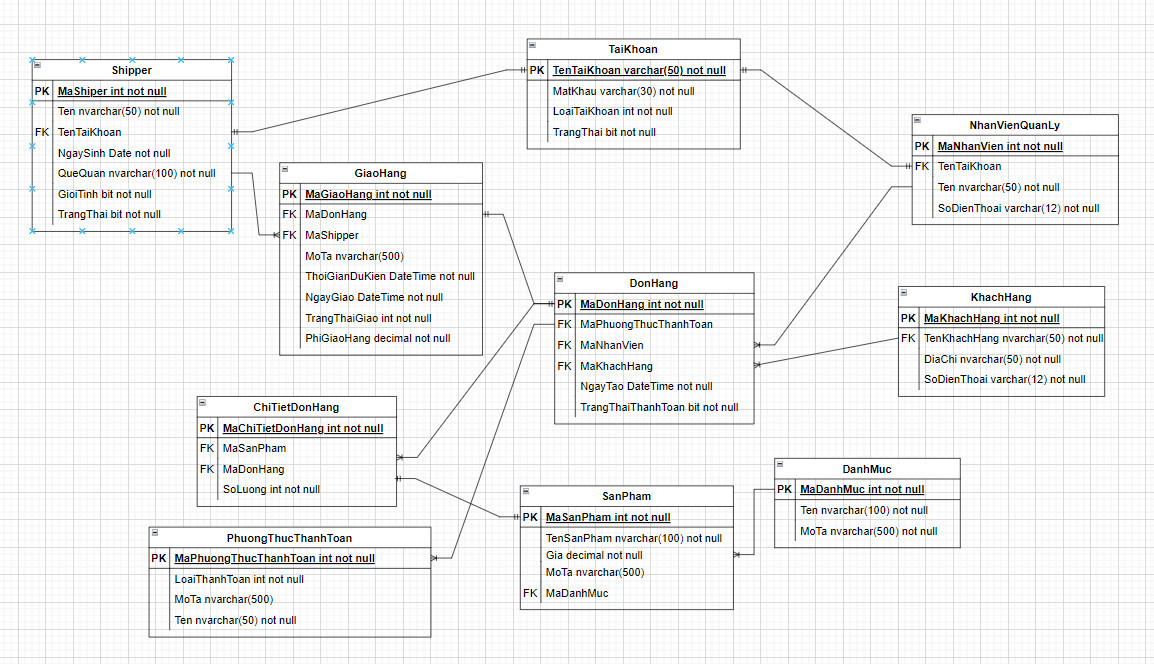 Shipper
PK MaShiper int not null
Ten nvarchar(50) not null
FK TenTaiKhoan
NgaySinh Date not null
QueQuan nvarchar(100) not null
GioiTinh bit not null
TrangThai bit not null
TaiKhoan
PK TenTaiKhoan varchar(50) not null
MatKhau varchar(30) not null
LoaiTaiKhoan int not null
TrangThai bit not null
NhanVienQuanLy
PK MaNhanVien int not null
FK TenTaiKhoan
Ten nvarchar(50) not null
SoDienThoai varchar(12) not null
GiaoHang
PK MaGiaoHang int not null
FK MaDonHang
FK MaShipper
MoTa nvarchar(500)
ThoiGianDuKien DateTime not null
NgayGiao DateTime not null
TrangThaiGiao int not null
PhiGiaoHang decimal not null
DonHang
PK MaDonHang int not null
FK MaPhuongThucThanhToan
FK MaNhanVien
FK MaKhachHang
NgayTao DateTime not null
TrangThaiThanhToan bit not null
KhachHang
PK MaKhachHang int not null
FK TenKhachHang nvarchar(50) not null
DiaChi nvarchar(50) not null
SoDienThoai varchar(12) not null
ChiTietDonHang
PK MaChiTietDonHang int not null
FK MaSanPham
FK MaDonHang
SoLuong int not null
SanPham
PK MaSanPham int not null
TenSanPham nvarchar(100) not null
Gia decimal not null
MoTa nvarchar(500)
FK MaDanhMuc
DanhMuc
PK MaDanhMuc int not null
Ten nvarchar(100) not null
MoTa nvarchar(500) not null
PhuongThucThanhToan
PK MaPhuongThucThanhToan int not null
LoaiThanhToan int not null
MoTa nvarchar(500)
Ten nvarchar(50) not null